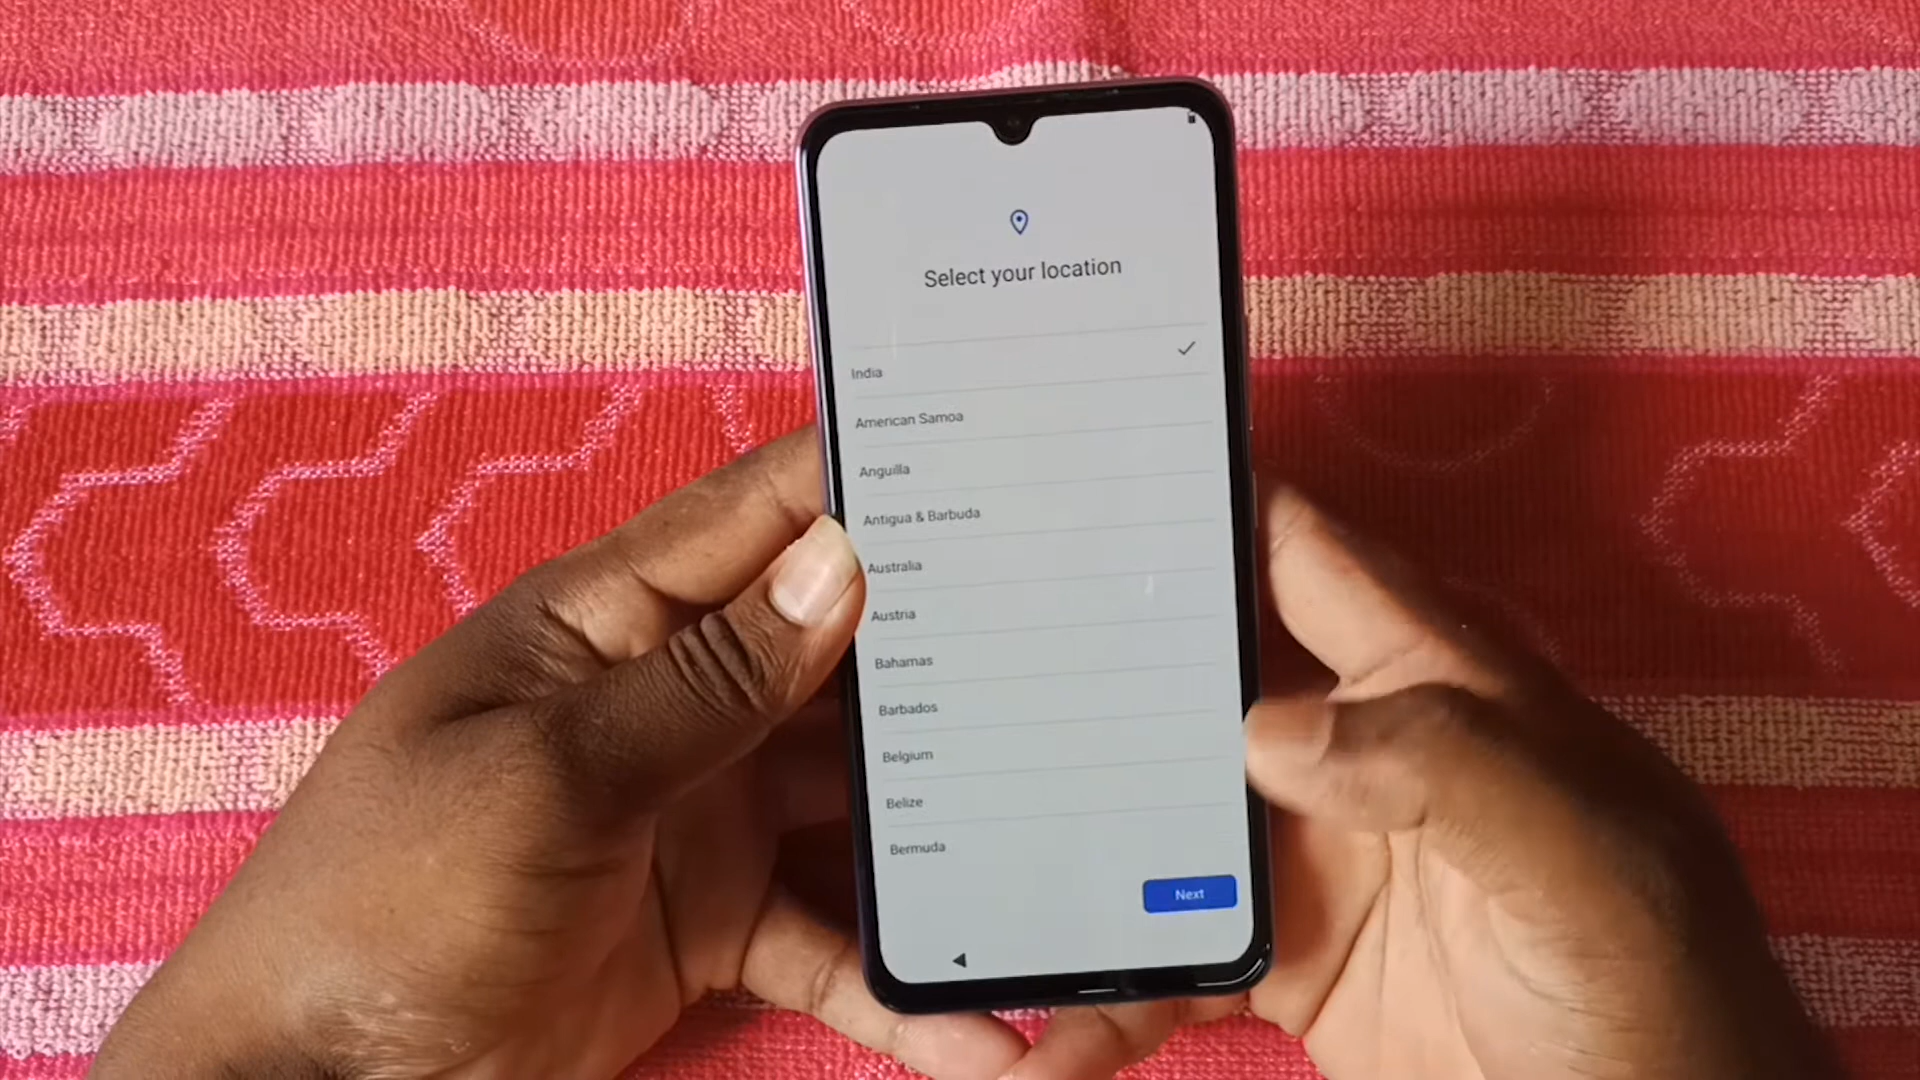 Select your location
India
American Samoa
Anguilla
Antigua & Barbuda
Australia
Austria
Bahamas
Barbados
Belgium
Belize
Bermuda
Next